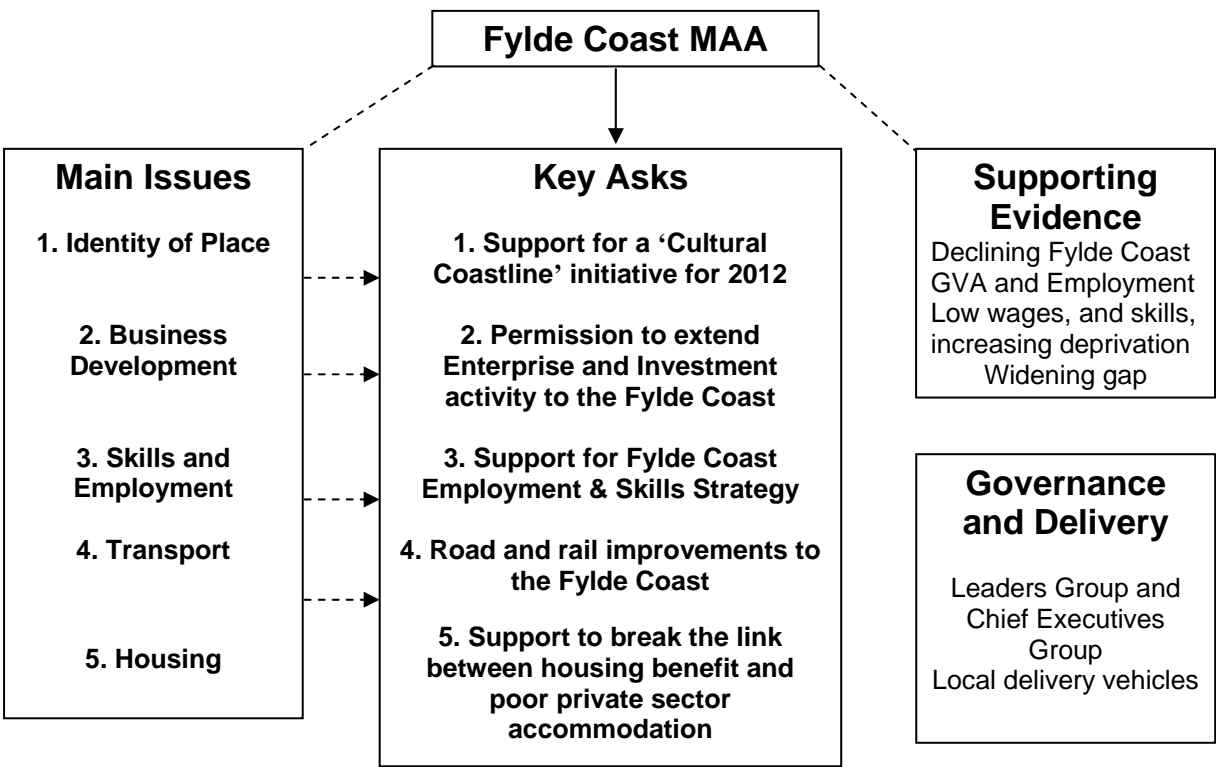 Fylde Coast MAA
Main Issues
1. Identity of Place
2. Business
Development
3. Skills and
Employment
4. Transport
5. Housing
Key Asks
1. Support for a ‘Cultural
Coastline’ initiative for 2012
2. Permission to extend
Enterprise and Investment
activity to the Fylde Coast
3. Support for Fylde Coast
Employment & Skills Strategy
4. Road and rail improvements to
the Fylde Coast
5. Support to break the link
between housing benefit and
poor private sector
accommodation
Supporting
Evidence
Declining Fylde Coast
GVA and Employment
Low wages, and skills,
increasing deprivation
Widening gap
Governance
and Delivery
Leaders Group and
Chief Executives
Group
Local delivery vehicles